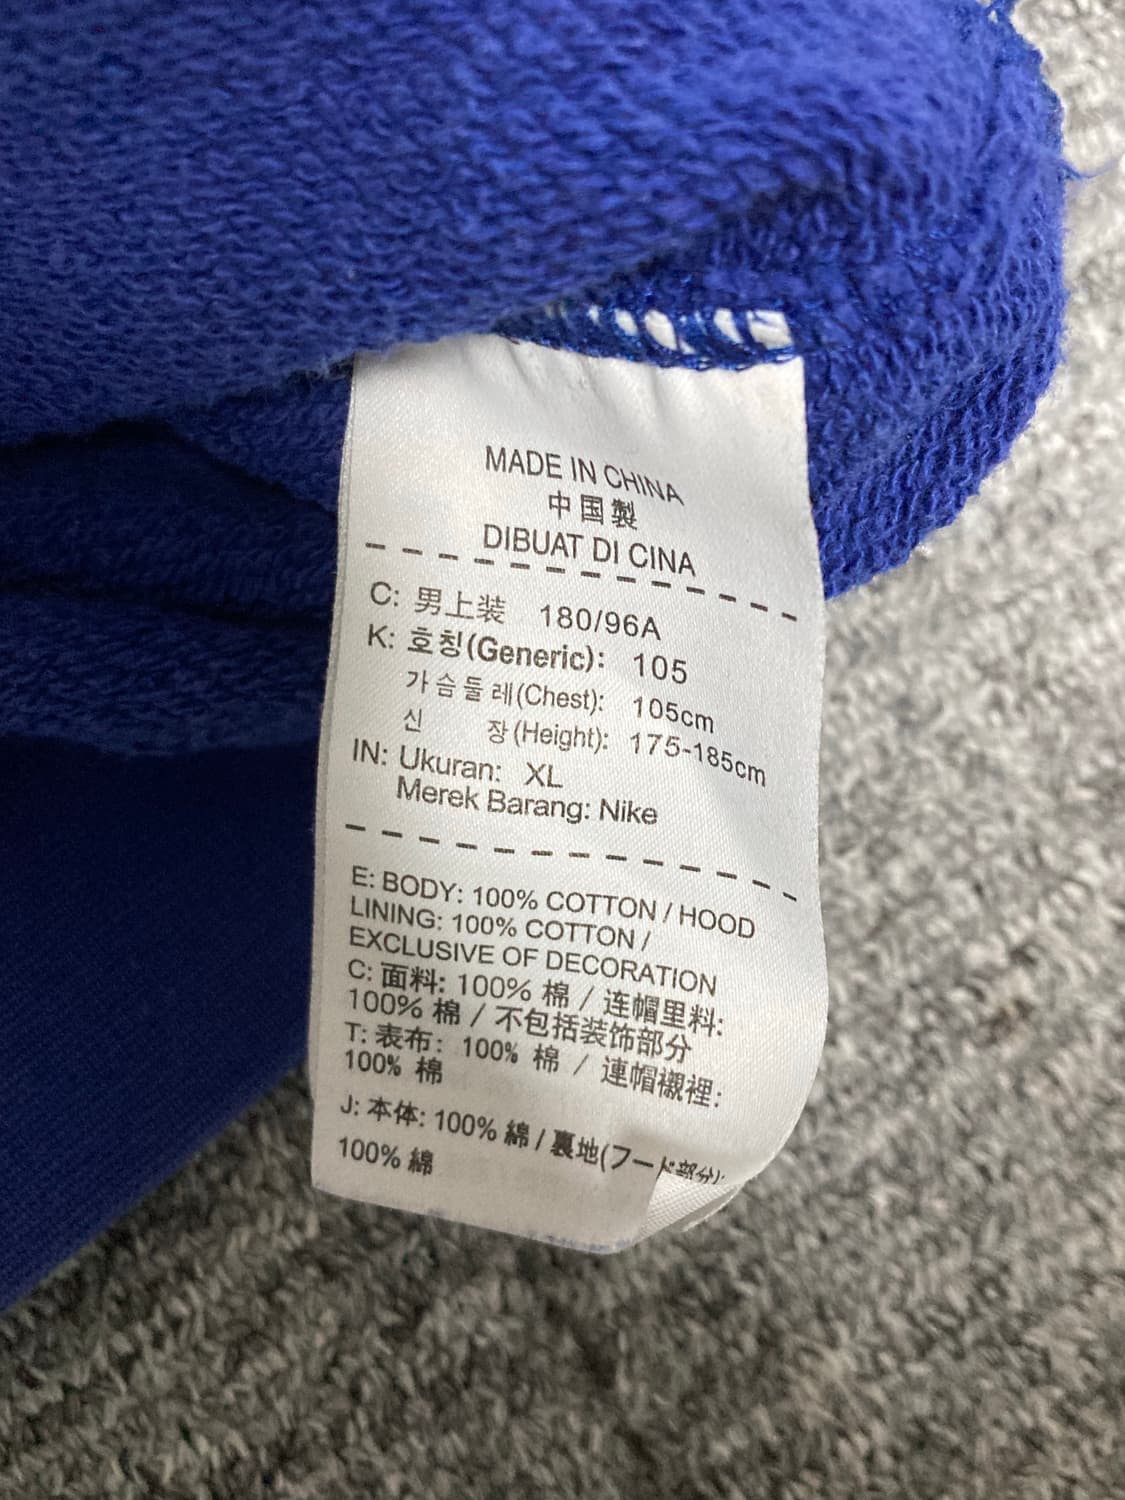 MADE IN CHINA
中国製
DIBUAT DI CINA
C: 男上装 180/96A
K: 호칭(Generic): 105
가슴둘레(Chest): 105cm
신 장(Height): 175-185cm
IN: Ukuran: XL
Merek Barang: Nike
E: BODY: 100% COTTON / HOOD
LINING: 100% COTTON /
EXCLUSIVE OF DECORATION
C: 面料: 100% 棉 / 连帽里料:
100% 棉 / 不包括装饰部分
T: 表布: 100% 棉 / 連帽襯裡:
100% 棉
J: 本体: 100% 綿 / 裏地(フード部分):
100% 綿